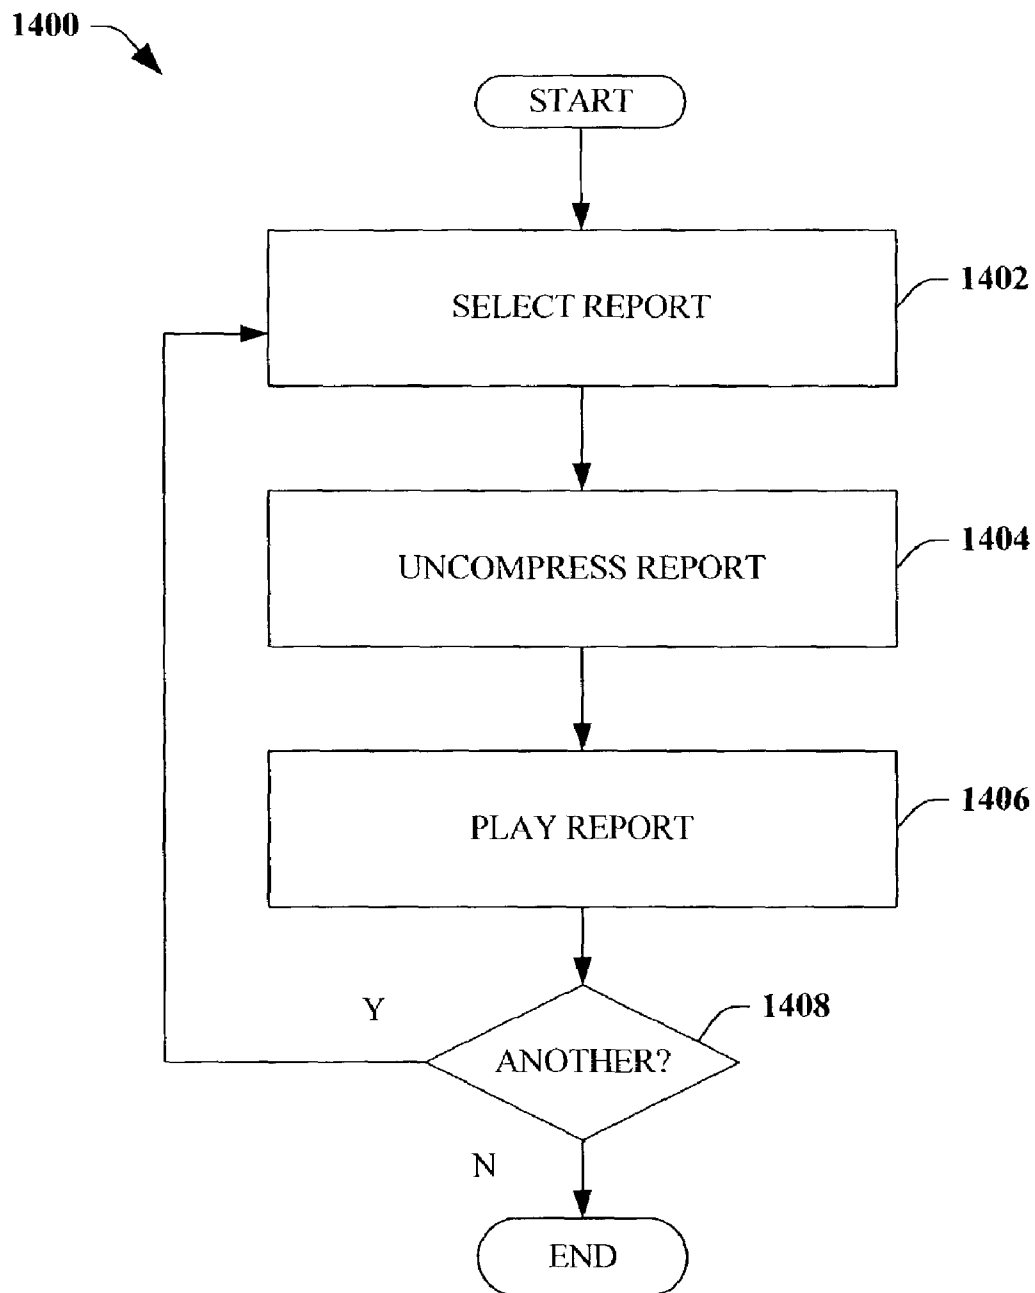 1400
START
SELECT REPORT
1402
UNCOMPRESS REPORT
1404
PLAY REPORT
1406
1408
Y
ANOTHER?
N
END